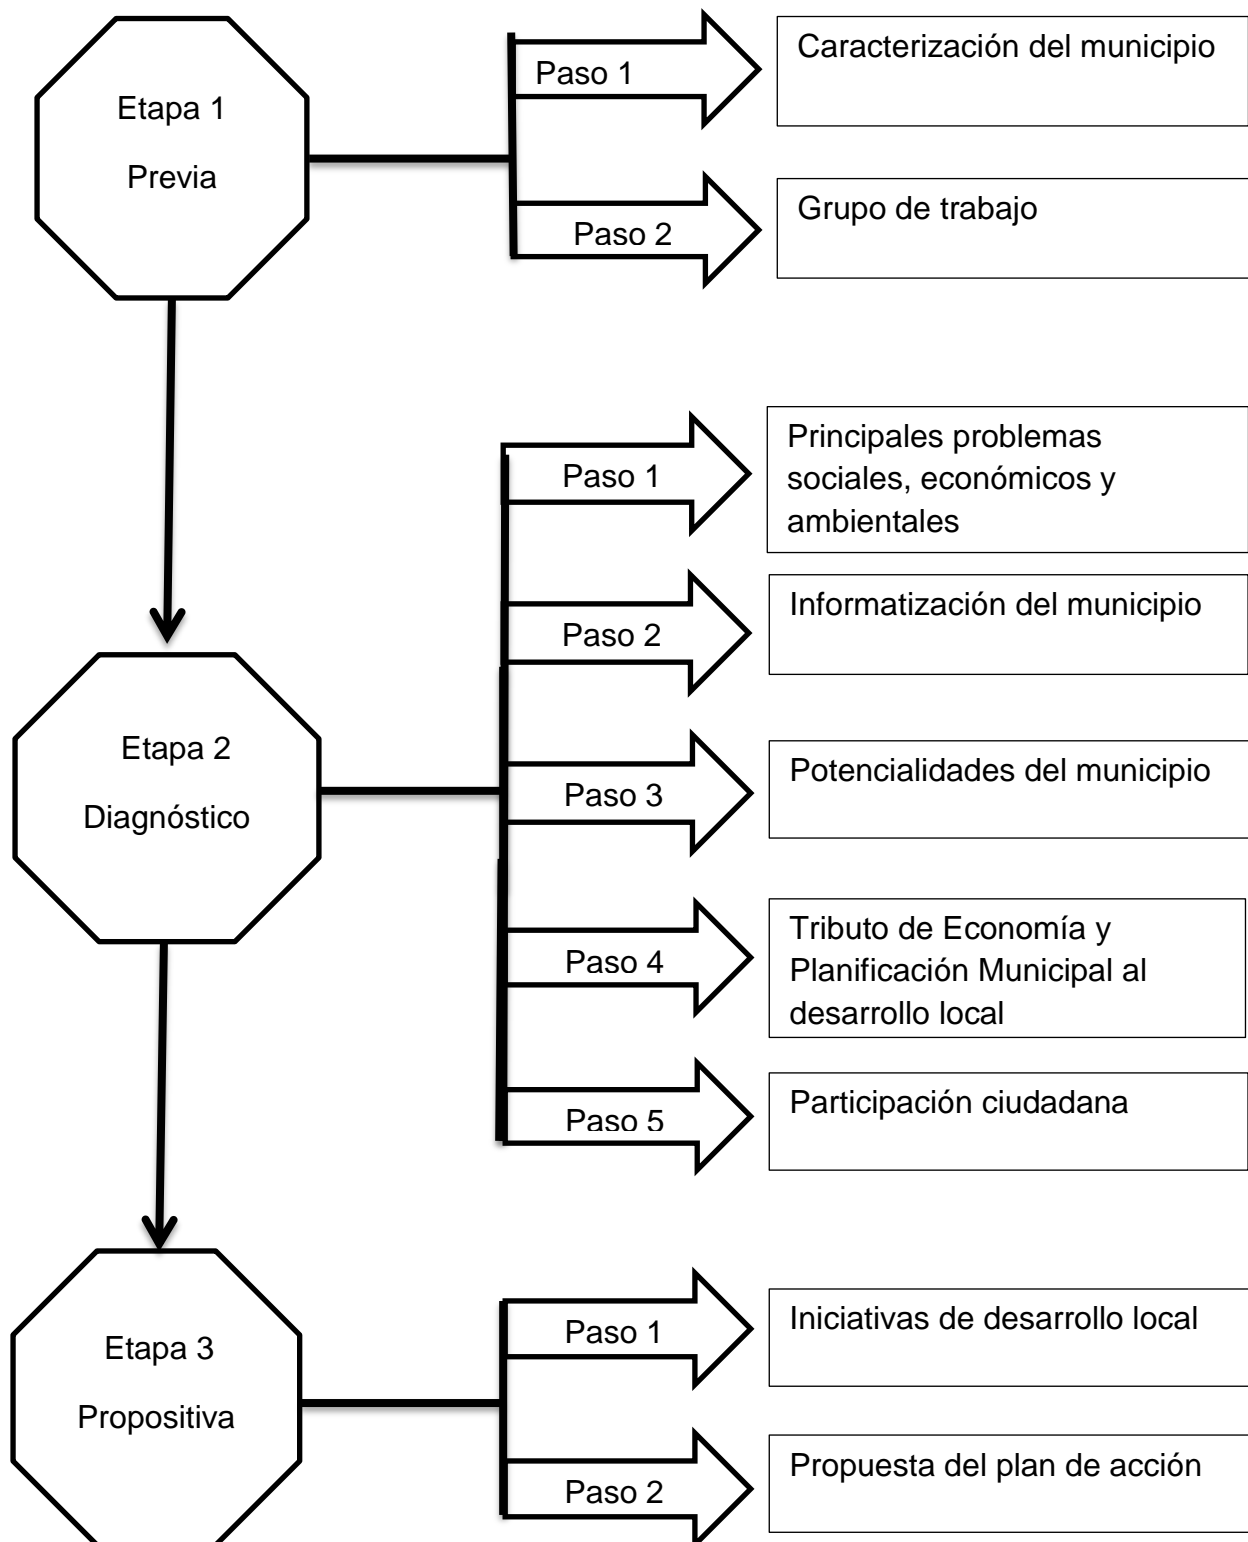 Etapa 1
Previa
Paso 1
Caracterización del municipio
Paso 2
Grupo de trabajo
Etapa 2
Diagnóstico
Paso 1
Principales problemas
sociales, económicos y
ambientales
Paso 2
Informatización del municipio
Paso 3
Potencialidades del municipio
Paso 4
Tributo de Economía y
Planificación Municipal al
desarrollo local
Paso 5
Participación ciudadana
Etapa 3
Propositiva
Paso 1
Iniciativas de desarrollo local
Paso 2
Propuesta del plan de acción